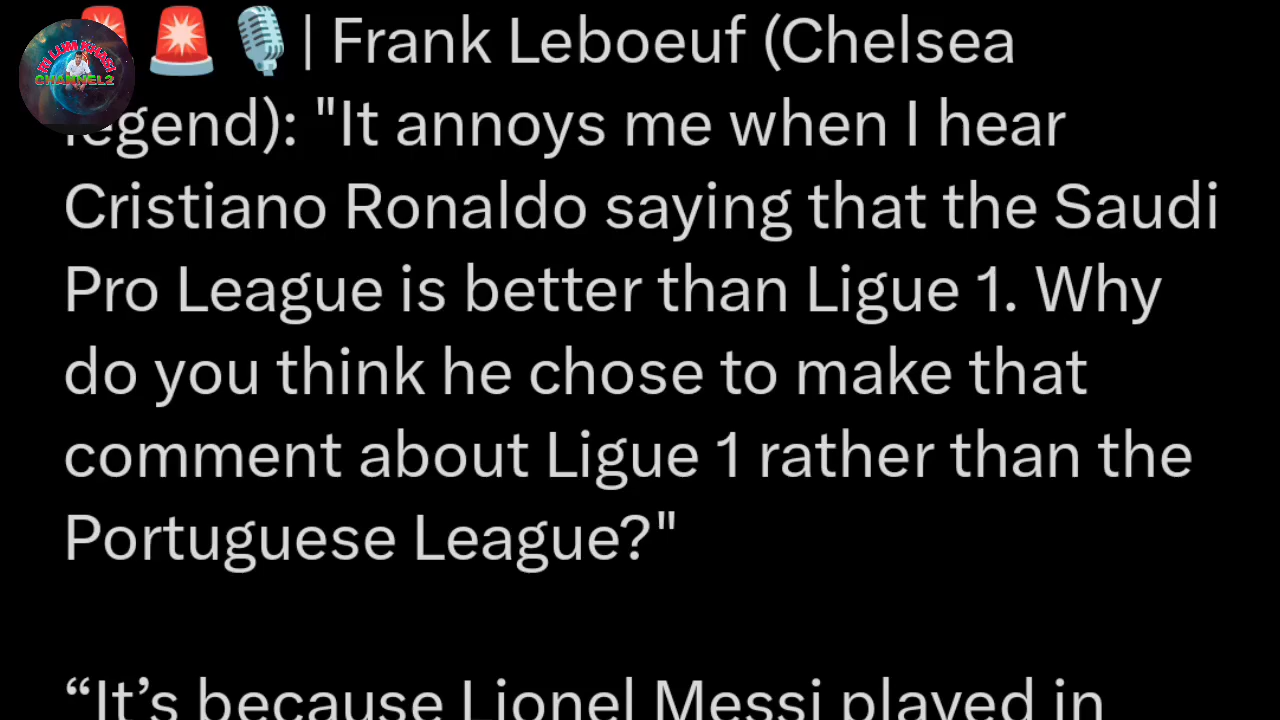 🚨🚨🎙️| Frank Leboeuf (Chelsea
legend): "It annoys me when I hear
Cristiano Ronaldo saying that the Saudi
Pro League is better than Ligue 1. Why
do you think he chose to make that
comment about Ligue 1 rather than the
Portuguese League?"
“It’s because Lionel Messi played in
CHANNEL2